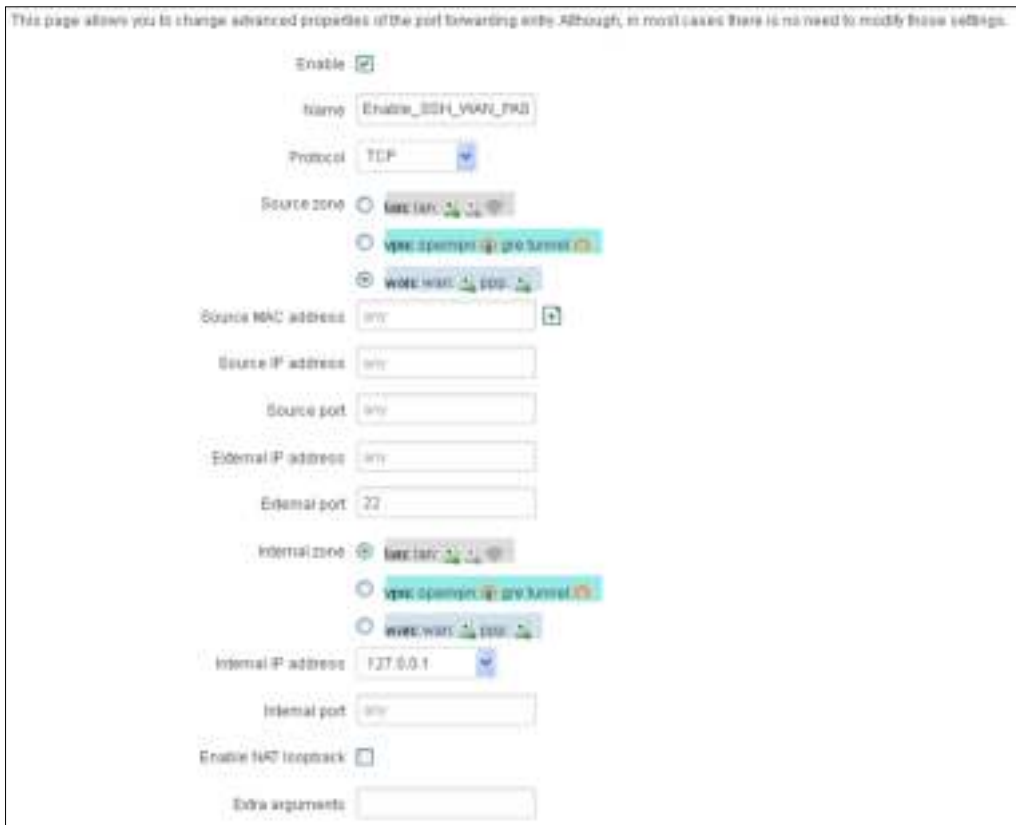 This page allows you to change advanced properties of the port forwarding entry. Although, in most cases there is no need to modify those settings.
Enable
Name Enable_SSH_WAN_PAS
Protocol TCP
Source zone lan: lan:
vpn: openvpn: gre tunnel:
wan: wan: ppp:
Source MAC address any
Source IP address any
Source port any
External IP address any
External port 22
Internal zone lan: lan:
vpn: openvpn: gre tunnel:
wan: wan: ppp:
Internal IP address 127.0.0.1
Internal port any
Enable NAT loopback
Extra arguments